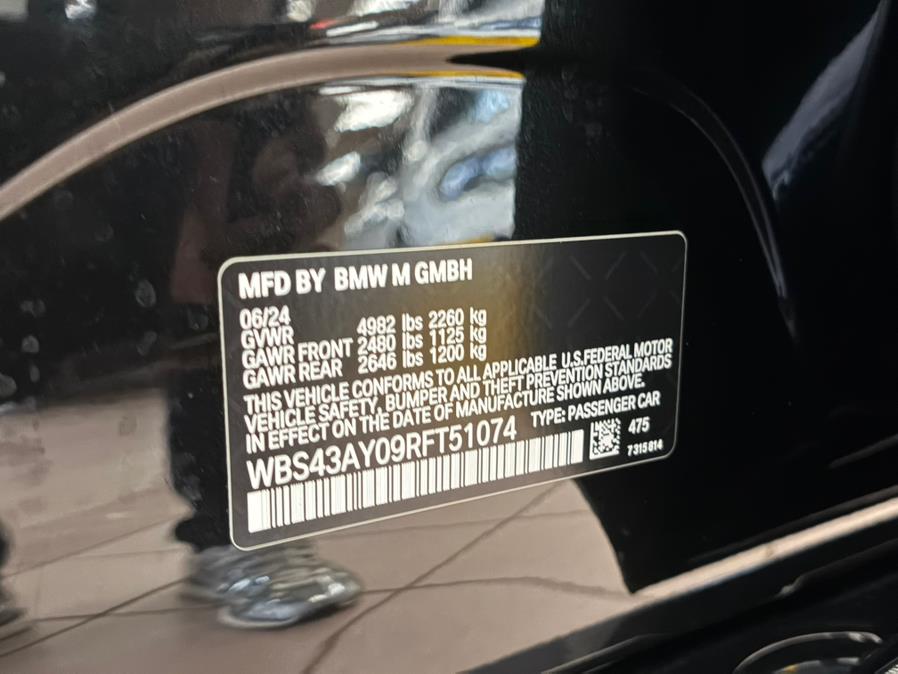 MFD BY BMW M GMBH
06/24
GVWR 4982 lbs 2260 kg
GAWR FRONT 2480 lbs 1125 kg
GAWR REAR 2646 lbs 1200 kg
THIS VEHICLE CONFORMS TO ALL APPLICABLE U.S.FEDERAL MOTOR
VEHICLE SAFETY, BUMPER AND THEFT PREVENTION STANDARDS
IN EFFECT ON THE DATE OF MANUFACTURE SHOWN ABOVE.
WBS43AY09RFT51074 TYPE: PASSENGER CAR
475
7315814